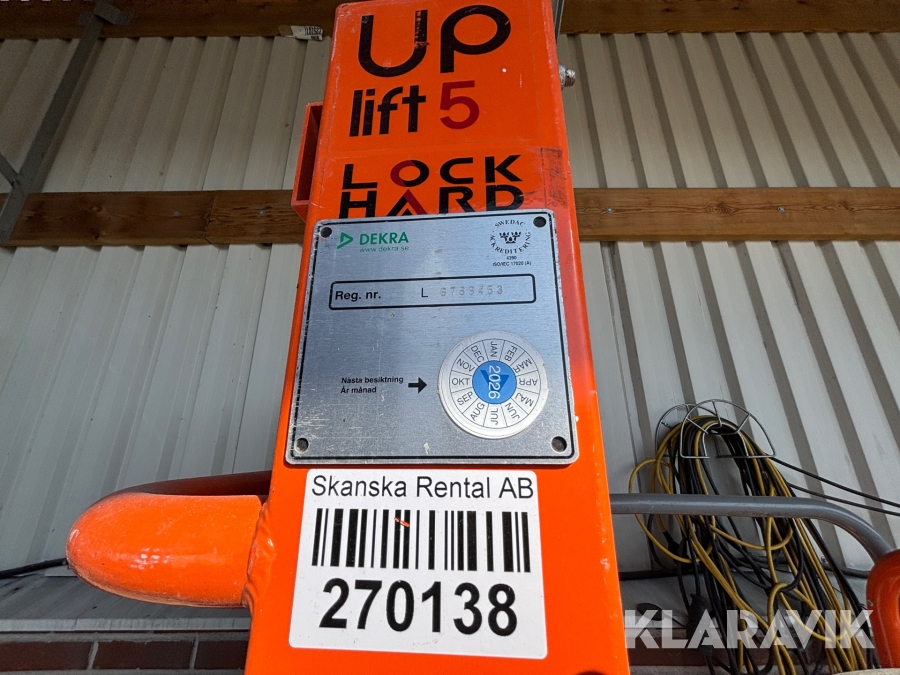 UP
lift 5
LOCK
HARD
DEKRA
www.dekra.se
SWEDAC
ACKREDITERING
ISO/IEC 17020 (A)
Reg. nr. L
Nästa besiktning
År månad
JAN FEB MAR APR MAJ JUN JUL AUG SEP OKT NOV DEC
2026
Skanska Rental AB
270138
KLARAVIK